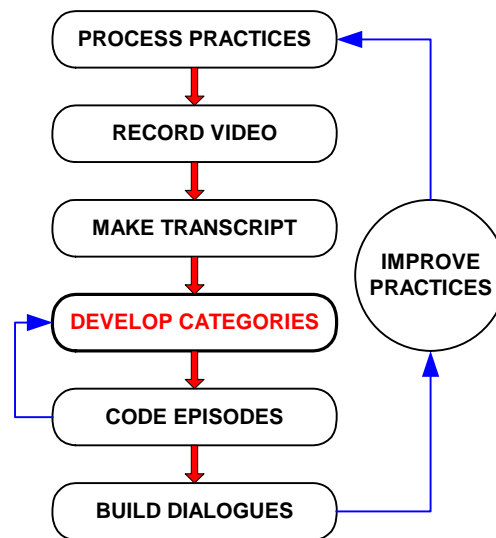 PROCESS PRACTICES
RECORD VIDEO
MAKE TRANSCRIPT
IMPROVE
PRACTICES
DEVELOP CATEGORIES
CODE EPISODES
BUILD DIALOGUES